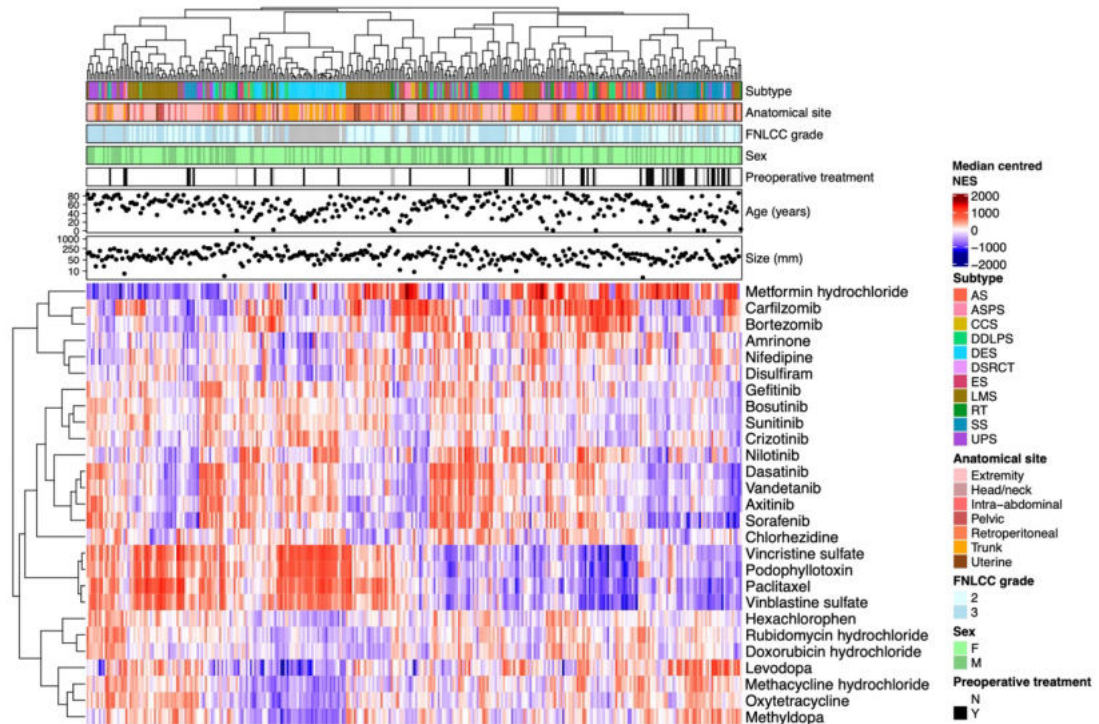 Subtype
Anatomical site
FNLCC grade
Sex
Preoperative treatment
80
60
40
20
0
Age (years)
1000
250
50
10
Size (mm)
Metformin hydrochloride
Carfilzomib
Bortezomib
Amrinone
Nifedipine
Disulfiram
Gefitinib
Bosutinib
Sunitinib
Crizotinib
Nilotinib
Dasatinib
Vandetanib
Axitinib
Sorafenib
Chlorhezidine
Vincristine sulfate
Podophyllotoxin
Paclitaxel
Vinblastine sulfate
Hexachlorophen
Rubidomycin hydrochloride
Doxorubicin hydrochloride
Levodopa
Methacycline hydrochloride
Oxytetracycline
Methyldopa
Median centred
NES
2000
1000
0
−1000
−2000
Subtype
AS
ASPS
CCS
DDLPS
DES
DSRCT
ES
LMS
RT
SS
UPS
Anatomical site
Extremity
Head/neck
Intra−abdominal
Pelvic
Retroperitoneal
Trunk
Uterine
FNLCC grade
2
3
Sex
F
M
Preoperative treatment
N
Y